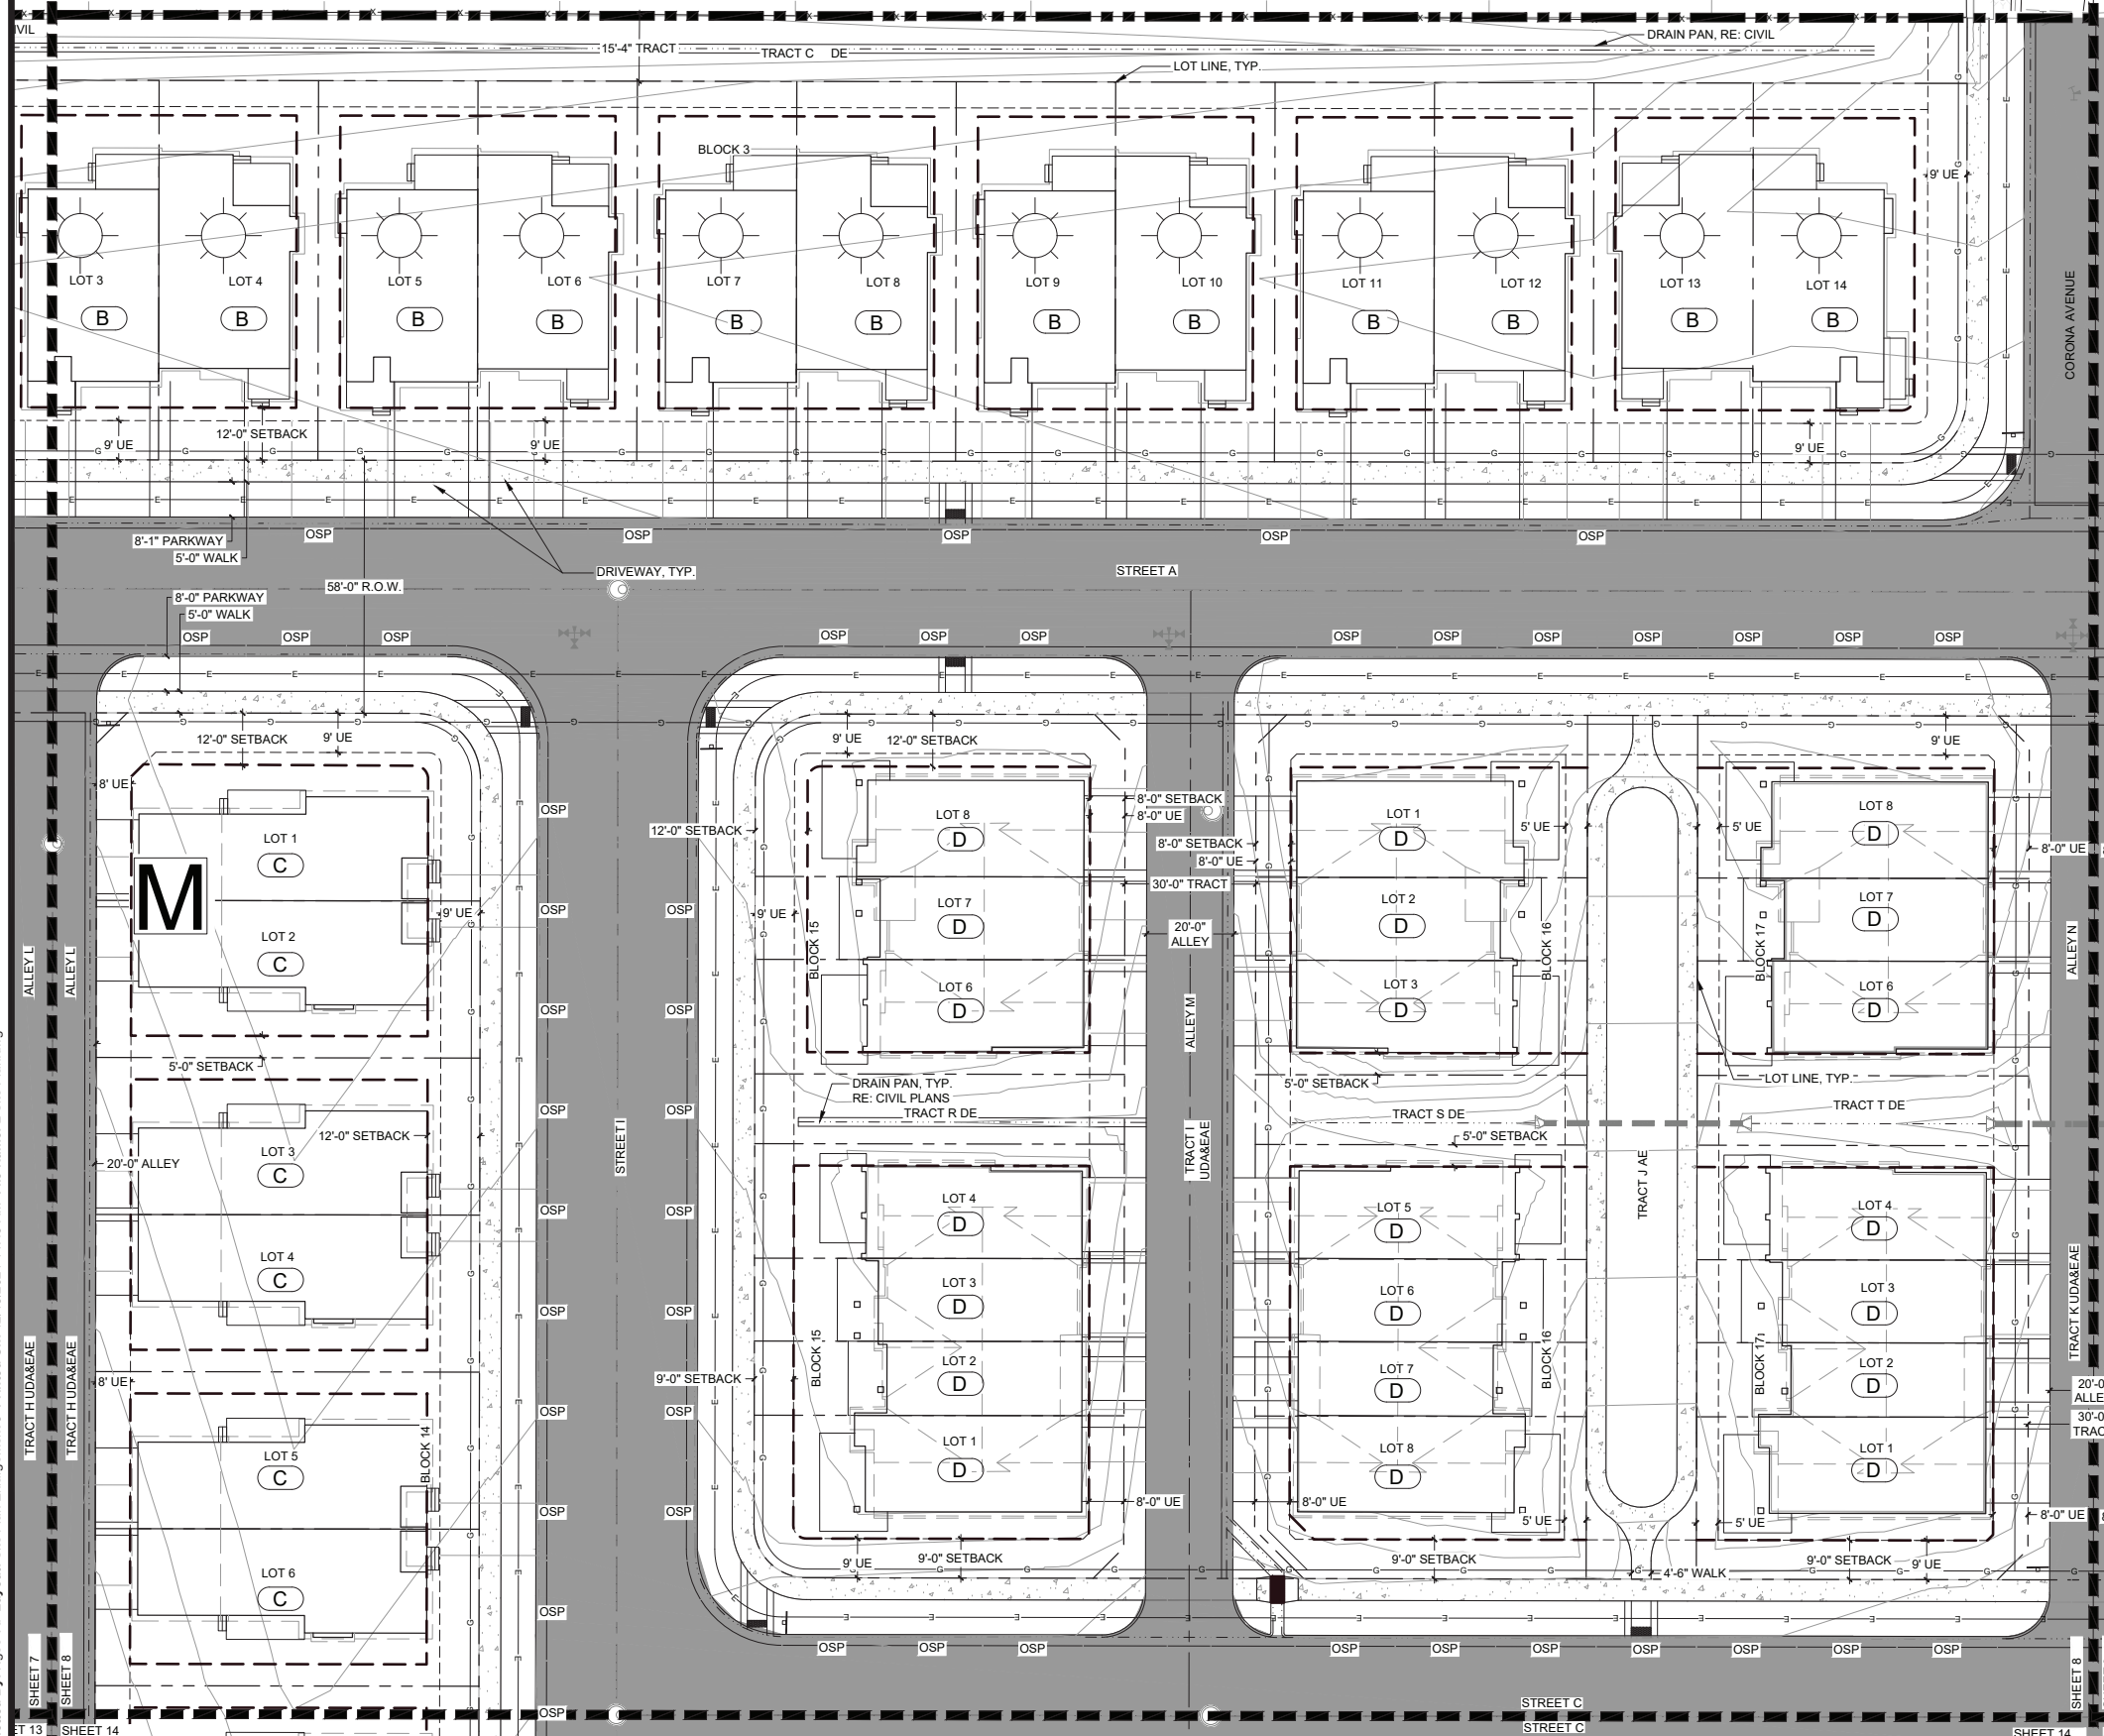 IVIL
15'-4" TRACT
TRACT C DE
DRAIN PAN, RE: CIVIL
LOT LINE, TYP.
BLOCK 3
9' UE
LOT 3
LOT 4
LOT 5
LOT 6
LOT 7
LOT 8
LOT 9
LOT 10
LOT 11
LOT 12
LOT 13
LOT 14
B
B
B
B
B
B
B
B
B
B
B
B
CORONA AVENUE
9' UE
12'-0" SETBACK
9' UE
9' UE
8'-1" PARKWAY
5'-0" WALK
OSP
OSP
OSP
OSP
OSP
DRIVEWAY, TYP.
STREET A
58'-0" R.O.W.
8'-0" PARKWAY
5'-0" WALK
OSP
OSP
OSP
OSP
OSP
OSP
OSP
OSP
OSP
OSP
OSP
OSP
OSP
12'-0" SETBACK
9' UE
8' UE
LOT 1
C
M
LOT 2
C
9' UE
5'-0" SETBACK
12'-0" SETBACK
LOT 3
C
20'-0" ALLEY
LOT 4
C
8' UE
LOT 5
C
BLOCK 14
LOT 6
C
ALLEY L
ALLEY L
TRACT H UDA&EAE
TRACT H UDA&EAE
SHEET 7
SHEET 8
ET 13
SHEET 14
OSP
OSP
OSP
OSP
OSP
OSP
OSP
OSP
OSP
OSP
STREET I
OSP
OSP
OSP
OSP
OSP
OSP
OSP
9' UE
12'-0" SETBACK
12'-0" SETBACK
9' UE
BLOCK 15
LOT 8
D
LOT 7
D
LOT 6
D
8'-0" SETBACK
8'-0" UE
DRAIN PAN, TYP.
RE: CIVIL PLANS
TRACT R DE
LOT 4
D
LOT 3
D
LOT 2
D
LOT 1
D
BLOCK 15
9'-0" SETBACK
8'-0" UE
9' UE
9'-0" SETBACK
OSP
OSP
OSP
8'-0" SETBACK
8'-0" UE
30'-0" TRACT
20'-0"
ALLEY
ALLEY M
TRACT I
UDA&EAE
LOT 1
D
LOT 2
D
LOT 3
D
5' UE
BLOCK 16
5'-0" SETBACK
TRACT S DE
5'-0" SETBACK
LOT 5
D
LOT 6
D
LOT 7
D
LOT 8
D
BLOCK 16
8'-0" UE
5' UE
9'-0" SETBACK
TRACT J AE
4'-6" WALK
9' UE
5' UE
LOT 8
D
LOT 7
D
LOT 6
D
BLOCK 17
8'-0" UE
LOT LINE, TYP.
TRACT T DE
LOT 4
D
LOT 3
D
LOT 2
D
LOT 1
D
BLOCK 17
5' UE
9'-0" SETBACK
9' UE
8'-0" UE
ALLEY N
TRACT K UDA&EAE
20'-0
ALLE
30'-0
TRAC
OSP
OSP
OSP
OSP
OSP
OSP
OSP
STREET C
STREET C
SHEET 8
SHEET 14